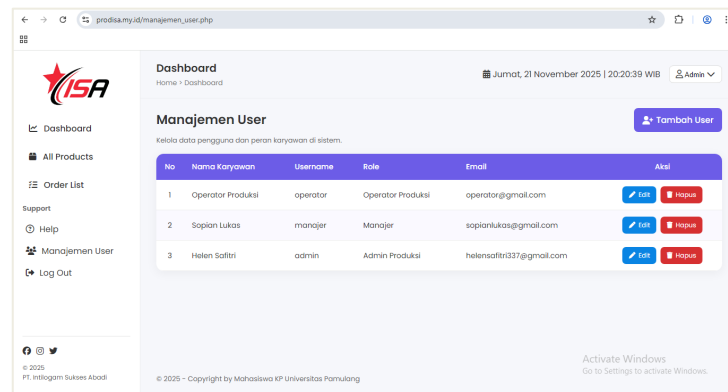 prodisa.my.id/manajemen_user.php
ISA
Dashboard
Home > Dashboard
Jumat, 21 November 2025 | 20:20:39 WIB
Admin
Dashboard
All Products
Order List
Support
Help
Manajemen User
Log Out
Manajemen User
Kelola data pengguna dan peran karyawan di sistem.
Tambah User
No Nama Karyawan Username Role Email Aksi
1 Operator Produksi operator Operator Produksi operator@gmail.com Edit Hapus
2 Sopian Lukas manajer Manajer sopianlukas@gmail.com Edit Hapus
3 Helen Safitri admin Admin Produksi helensafitri337@gmail.com Edit Hapus
© 2025
PT. Intilogam Sukses Abadi
© 2025 - Copyright by Mahasiswa KP Universitas Pamulang
Activate Windows
Go to Settings to activate Windows.